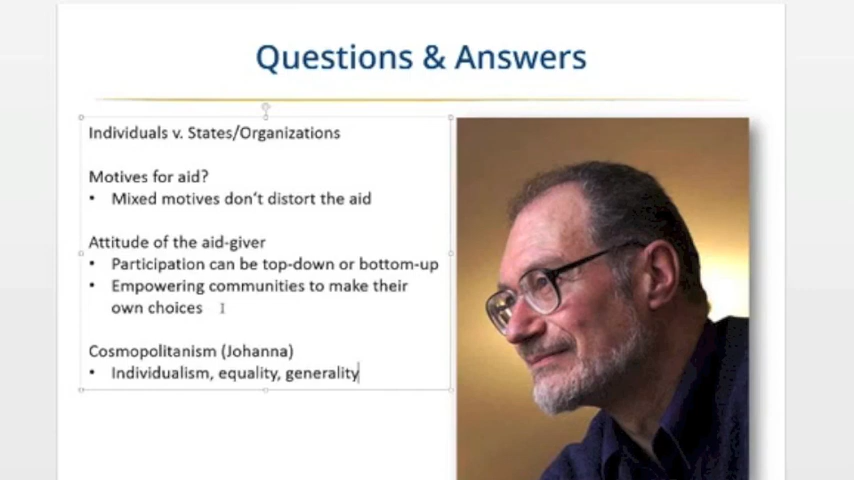 Questions & Answers
Individuals v. States/Organizations
Motives for aid?
• Mixed motives don't distort the aid
Attitude of the aid-giver
• Participation can be top-down or bottom-up
• Empowering communities to make their
own choices
Cosmopolitanism (Johanna)
• Individualism, equality, generality